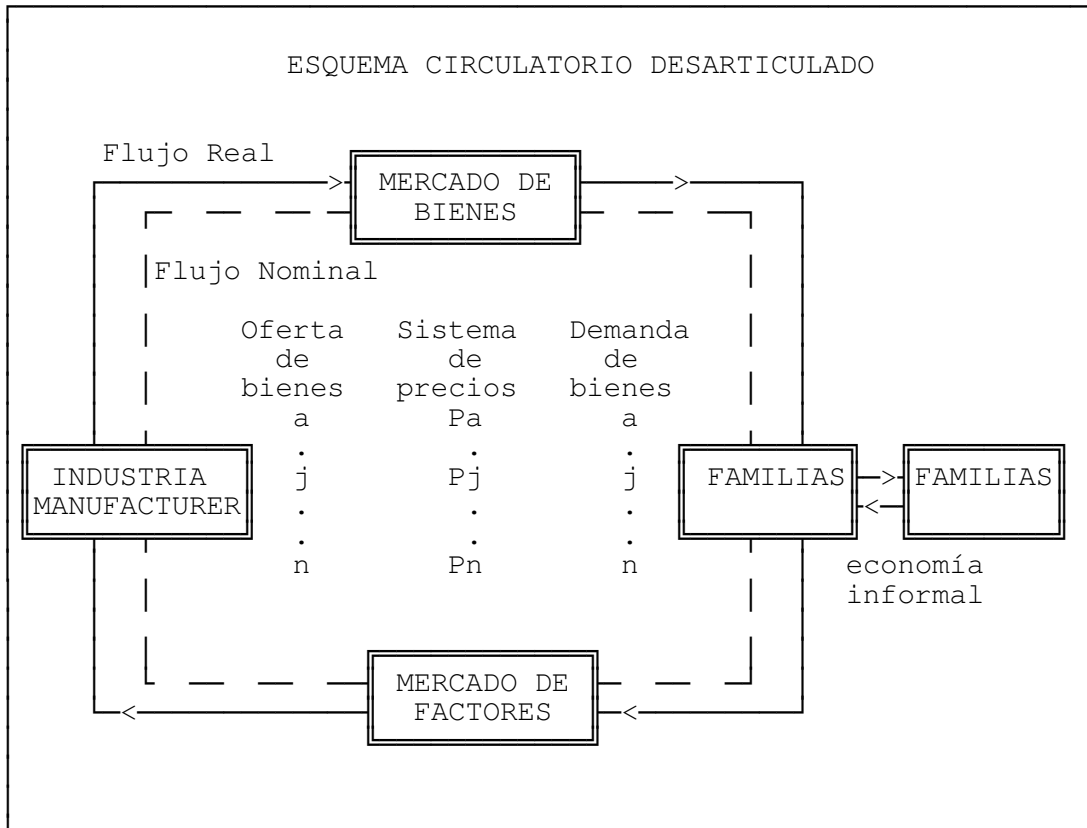 ESQUEMA CIRCULATORIO DESARTICULADO
Flujo Real
MERCADO DE
BIENES
Flujo Nominal
Oferta
de
bienes
a
.
j
.
.
n
Sistema
de
precios
Pa
.
Pj
.
.
Pn
Demanda
de
bienes
a
.
j
.
.
n
INDUSTRIA
MANUFACTURER
FAMILIAS
FAMILIAS
economía
informal
MERCADO DE
FACTORES